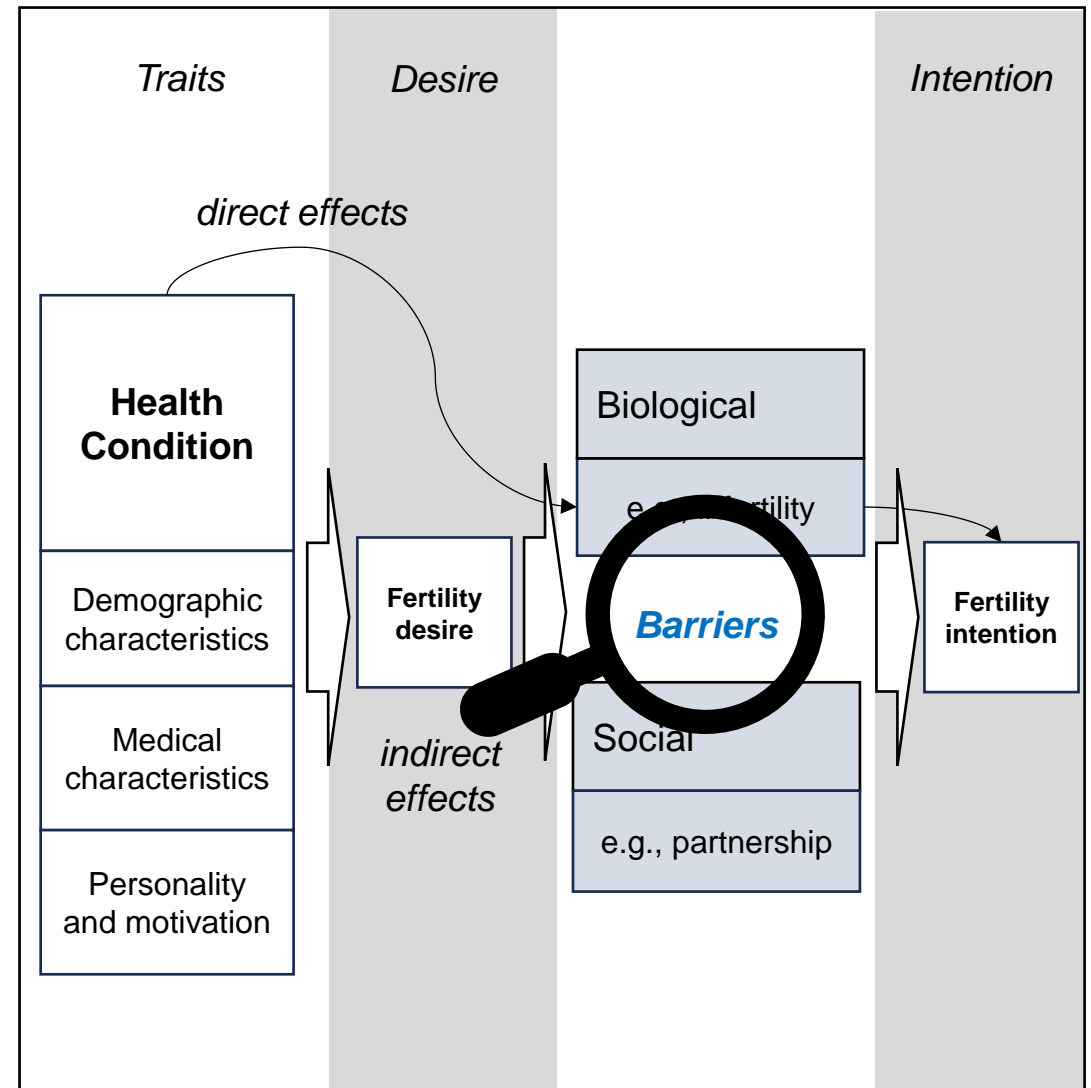 Traits
Desire
Intention
direct effects
Health
Condition
Demographic
characteristics
Medical
characteristics
Personality
and motivation
Fertility
desire
indirect
effects
Biological
e.g.,
Barriers
Social
e.g., partnership
Fertility
intention